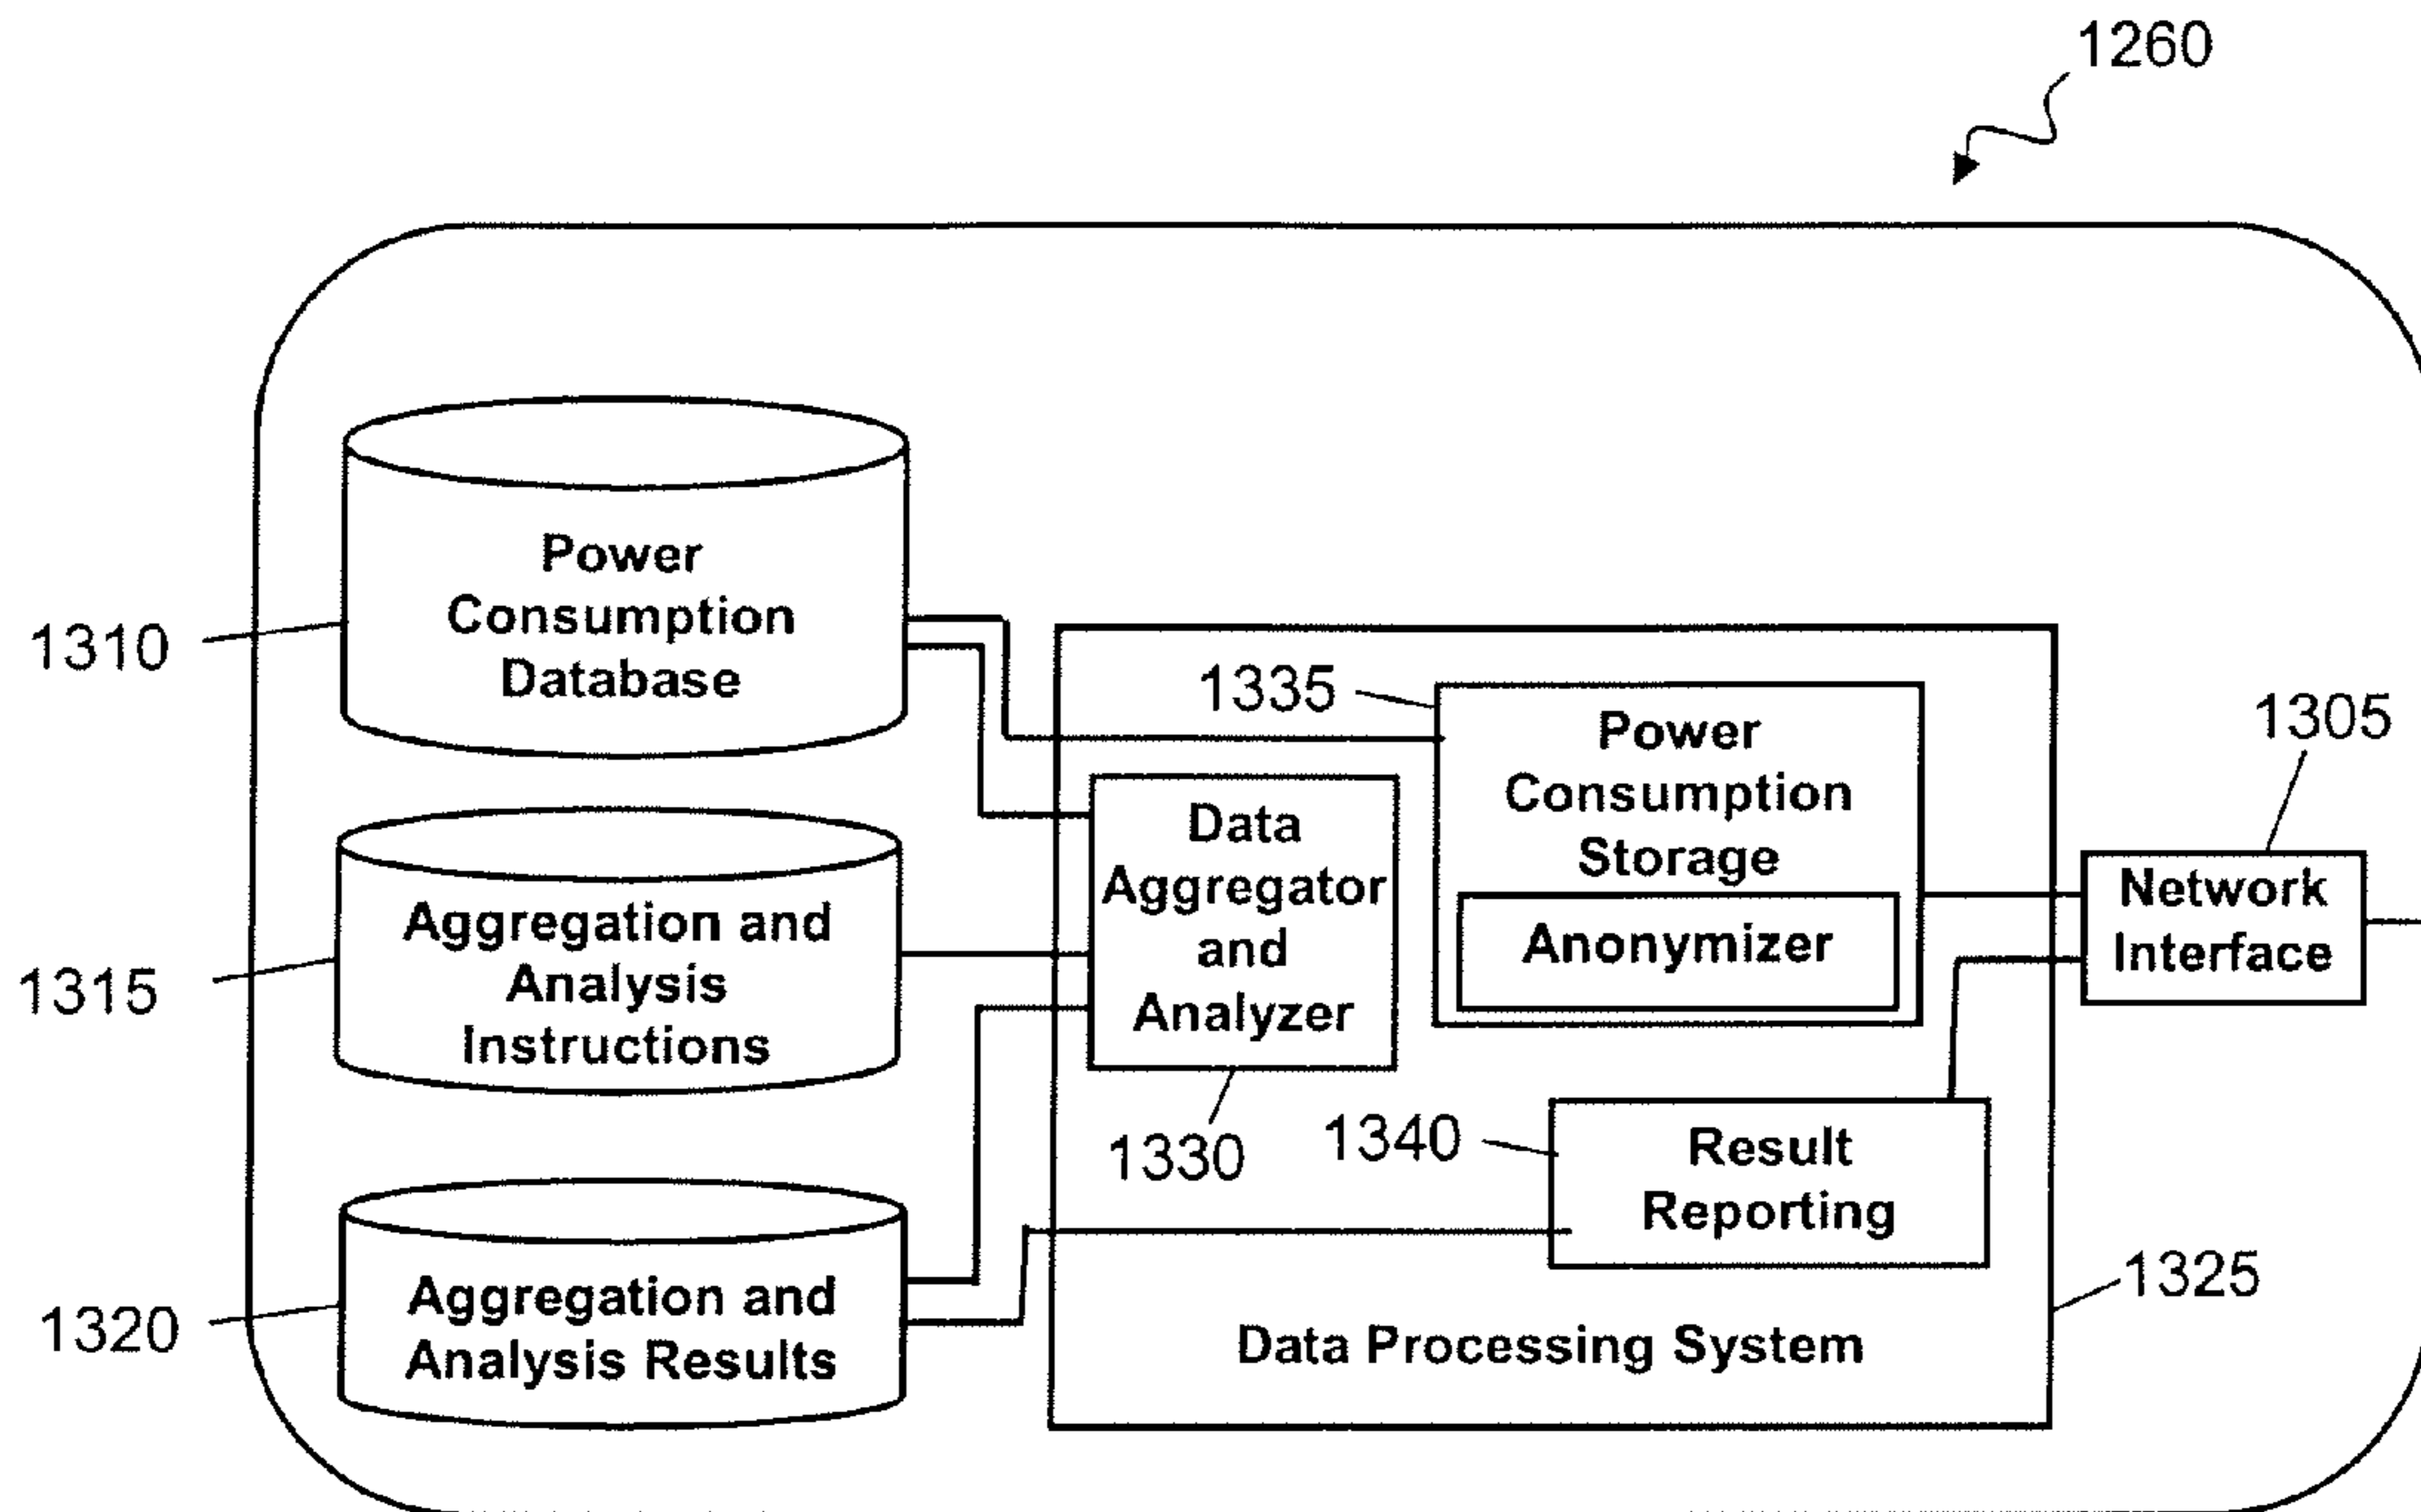 1260
Power
Consumption
Database
1310
1335
Power
Consumption
Storage
Anonymizer
1305
Network
Interface
Data
Aggregator
and
Analyzer
1330
Aggregation and
Analysis
Instructions
1315
1340
Result
Reporting
1325
Aggregation and
Analysis Results
1320
Data Processing System